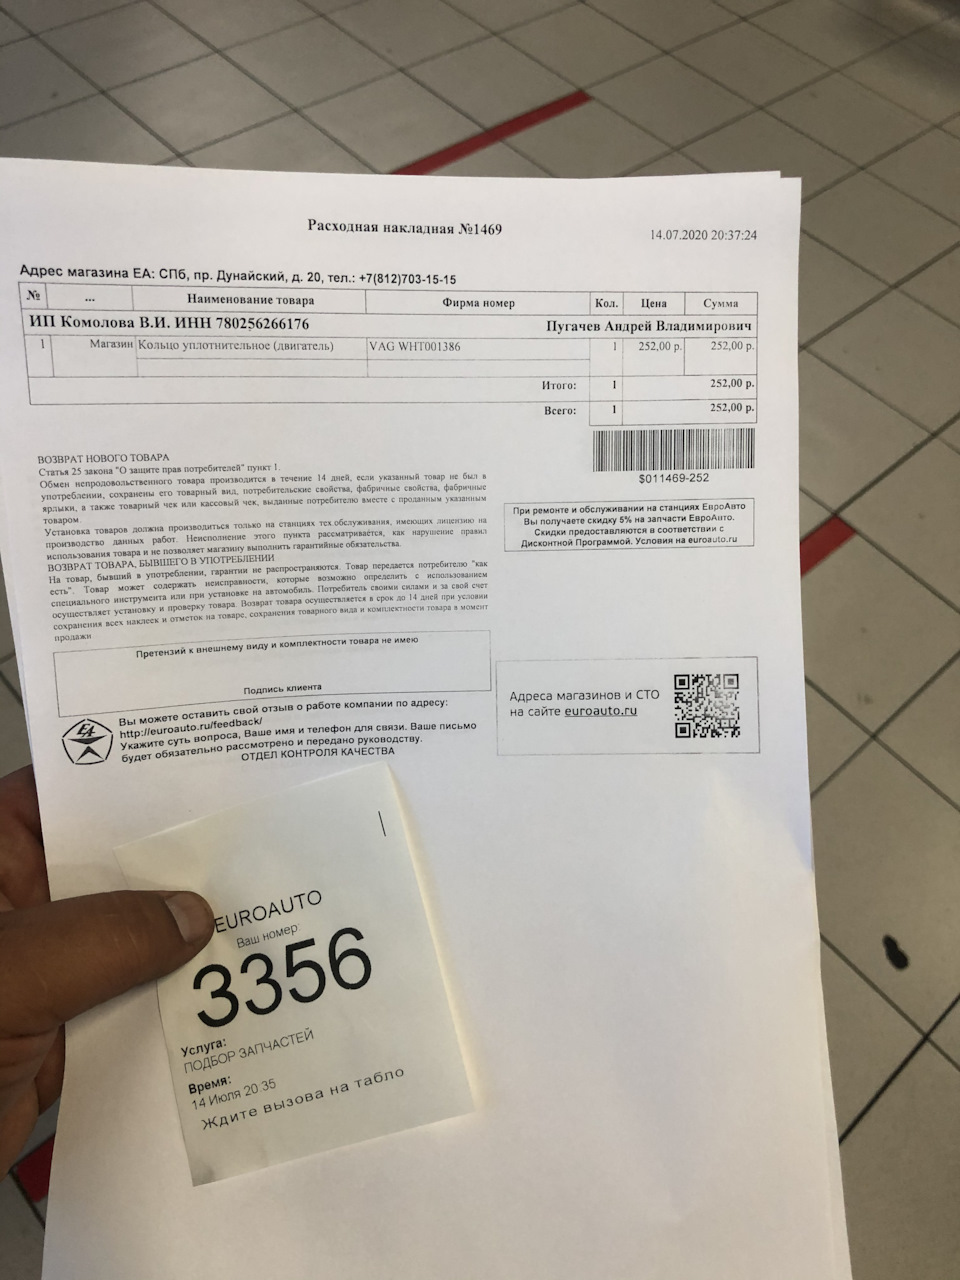 Расходная накладная №1469
14.07.2020 20:37:24
Адрес магазина ЕА: СПб, пр. Дунайский, д. 20, тел.: +7(812)703-15-15
№ ... Наименование товара Фирма номер Кол. Цена Сумма
ИП Комолова В.И. ИНН 780256266176 Пугачев Андрей Владимирович
1 Магазин Кольцо уплотнительное (двигатель) VAG WHT001386 1 252,00 р. 252,00 р.
Итого: 1 252,00 р.
Всего: 1 252,00 р.
$011469-252
ВОЗВРАТ НОВОГО ТОВАРА
Статья 25 закона "О защите прав потребителей" пункт 1.
Обмен непродовольственного товара производится в течение 14 дней, если указанный товар не был в
употреблении, сохранены его товарный вид, потребительские свойства, фабричные свойства, фабричные
ярлыки, а также товарный чек или кассовый чек, выданные потребителю вместе с проданным указанным
товаром.
Установка товаров должна производиться только на станциях тех.обслуживания, имеющих лицензию на
производство данных работ. Неисполнение этого пункта рассматривается, как нарушение правил
использования товара и не позволяет магазину выполнить гарантийные обязательства.
ВОЗВРАТ ТОВАРА, БЫВШЕГО В УПОТРЕБЛЕНИИ
На товар, бывший в употреблении, гарантии не распространяются. Товар передается потребителю "как
есть". Товар может содержать неисправности, которые возможно определить с использованием
специального инструмента или при установке на автомобиль. Потребитель своими силами и за свой счет
осуществляет установку и проверку товара. Возврат товара осуществляется в срок до 14 дней при условии
сохранения всех наклеек и отметок на товаре, сохранения товарного вида и комплектности товара в момент
продажи
При ремонте и обслуживании на станциях ЕвроАвто
Вы получаете скидку 5% на запчасти ЕвроАвто.
Скидки предоставляются в соответствии с
Дисконтной Программой. Условия на euroauto.ru
Претензий к внешнему виду и комплектности товара не имею
Подпись клиента
Адреса магазинов и СТО
на сайте euroauto.ru
ЕА
Вы можете оставить свой отзыв о работе компании по адресу:
http://euroauto.ru/feedback/
Укажите суть вопроса, Ваше имя и телефон для связи. Ваше письмо
будет обязательно рассмотрено и передано руководству.
ОТДЕЛ КОНТРОЛЯ КАЧЕСТВА
EUROAUTO
Ваш номер:
3356
Услуга:
ПОДБОР ЗАПЧАСТЕЙ
Время:
14 Июля 20:35
Ждите вызова на табло